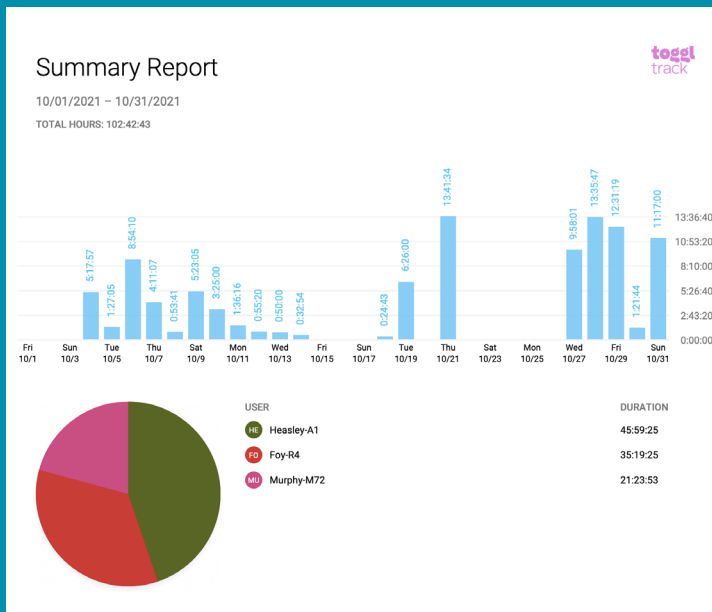 toggl
track
Summary Report
10/01/2021 – 10/31/2021
TOTAL HOURS: 102:42:43
5:17:57
1:27:05
8:54:10
4:11:07
0:53:41
5:23:05
3:25:00
1:36:16
0:55:20
0:50:00
0:32:54
0:24:43
6:26:00
13:41:34
9:58:01
13:35:47
12:31:19
1:21:44
11:17:00
13:36:40
10:53:20
8:10:00
5:26:40
2:43:20
0:00:00
Fri Sun Tue Thu Sat Mon Wed Fri Sun Tue Thu Sat Mon Wed Fri Sun
10/1 10/3 10/5 10/7 10/9 10/11 10/13 10/15 10/17 10/19 10/21 10/23 10/25 10/27 10/29 10/31
USER DURATION
HE Heasley-A1 45:59:25
FO Foy-R4 35:19:25
MU Murphy-M72 21:23:53